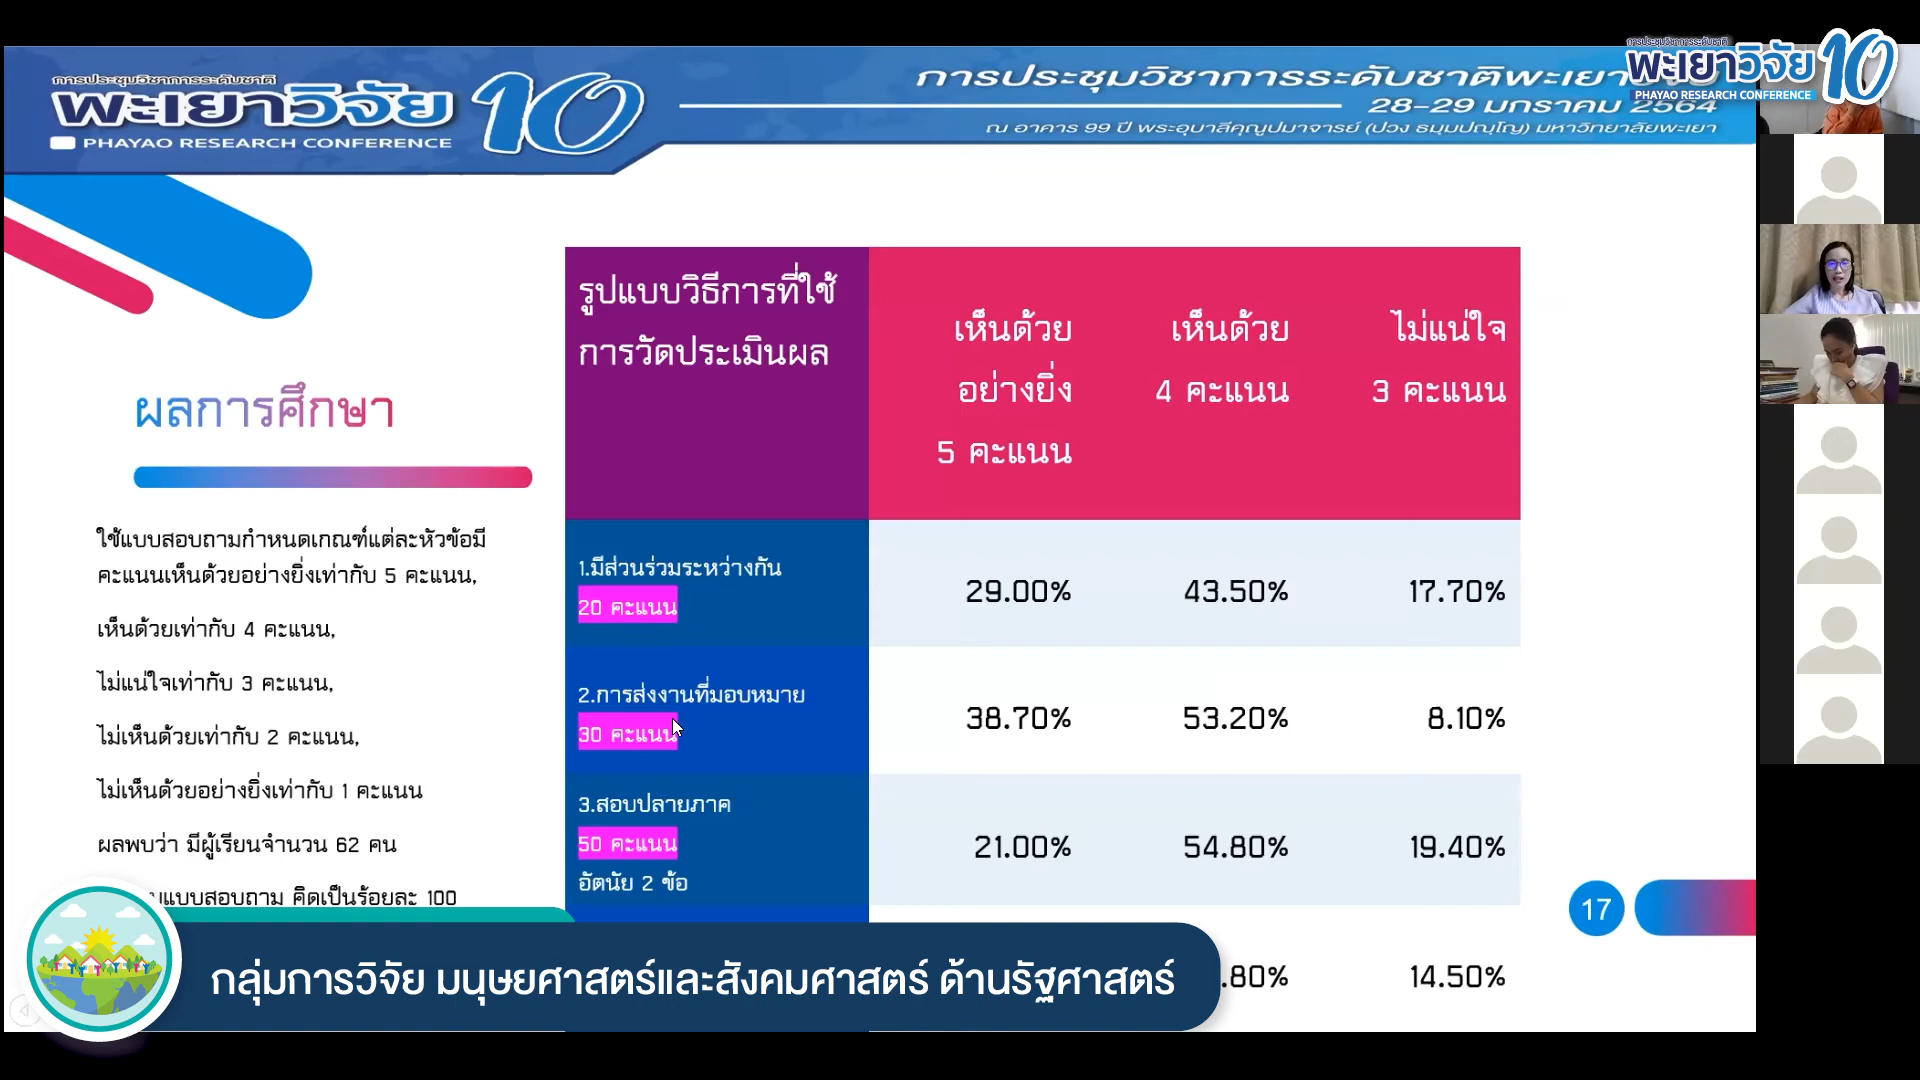 การประชุมวิชาการระดับชาติ
พะเยาวิจัย 10
PHAYAO RESEARCH CONFERENCE
การประชุมวิชาการระดับชาติพะเยา
28-29 มกราคม 2564
ณ อาคาร 99 ปี พระอุบาลีคุณูปมาจารย์ (ปวง ธมฺมปญฺโญ) มหาวิทยาลัยพะเยา
การประชุมวิชาการระดับชาติ
พะเยาวิจัย 10
PHAYAO RESEARCH CONFERENCE
ผลการศึกษา
ใช้แบบสอบถามกำหนดเกณฑ์แต่ละหัวข้อมี
คะแนนเห็นด้วยอย่างยิ่งเท่ากับ 5 คะแนน,
เห็นด้วยเท่ากับ 4 คะแนน,
ไม่แน่ใจเท่ากับ 3 คะแนน,
ไม่เห็นด้วยเท่ากับ 2 คะแนน,
ไม่เห็นด้วยอย่างยิ่งเท่ากับ 1 คะแนน
ผลพบว่า มีผู้เรียนจำนวน 62 คน
แบบสอบถาม คิดเป็นร้อยละ 100
รูปแบบวิธีการที่ใช้
การวัดประเมินผล
เห็นด้วย
อย่างยิ่ง
5 คะแนน
เห็นด้วย
4 คะแนน
ไม่แน่ใจ
3 คะแนน
1.มีส่วนร่วมระหว่างกัน
20 คะแนน
29.00% 43.50% 17.70%
2.การส่งงานที่มอบหมาย
30 คะแนน
38.70% 53.20% 8.10%
3.สอบปลายภาค
50 คะแนน
อัตนัย 2 ข้อ
21.00% 54.80% 19.40%
.80% 14.50%
17
กลุ่มการวิจัย มนุษยศาสตร์และสังคมศาสตร์ ด้านรัฐศาสตร์